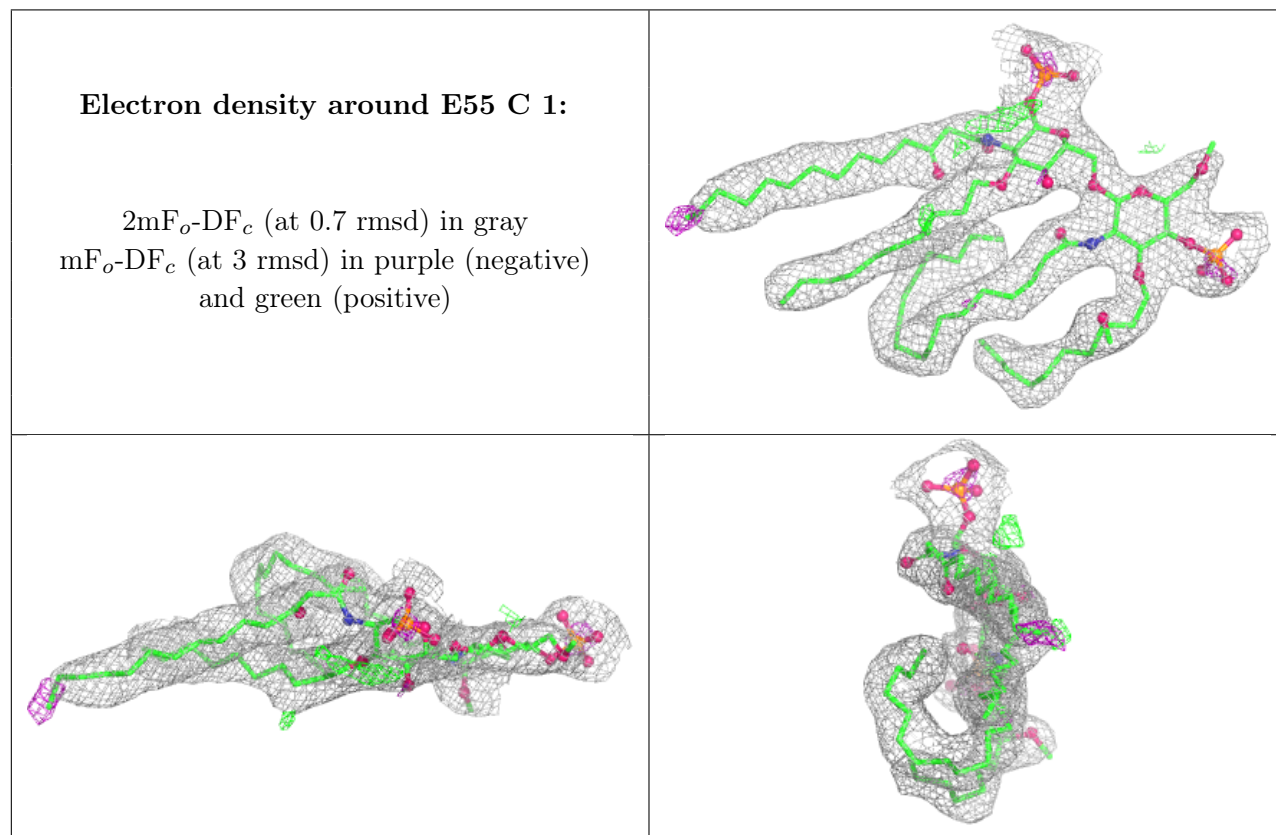 Electron density around E55 C 1:
2mFₒ-DF𝒸 (at 0.7 rmsd) in gray
mFₒ-DF𝒸 (at 3 rmsd) in purple (negative)
and green (positive)